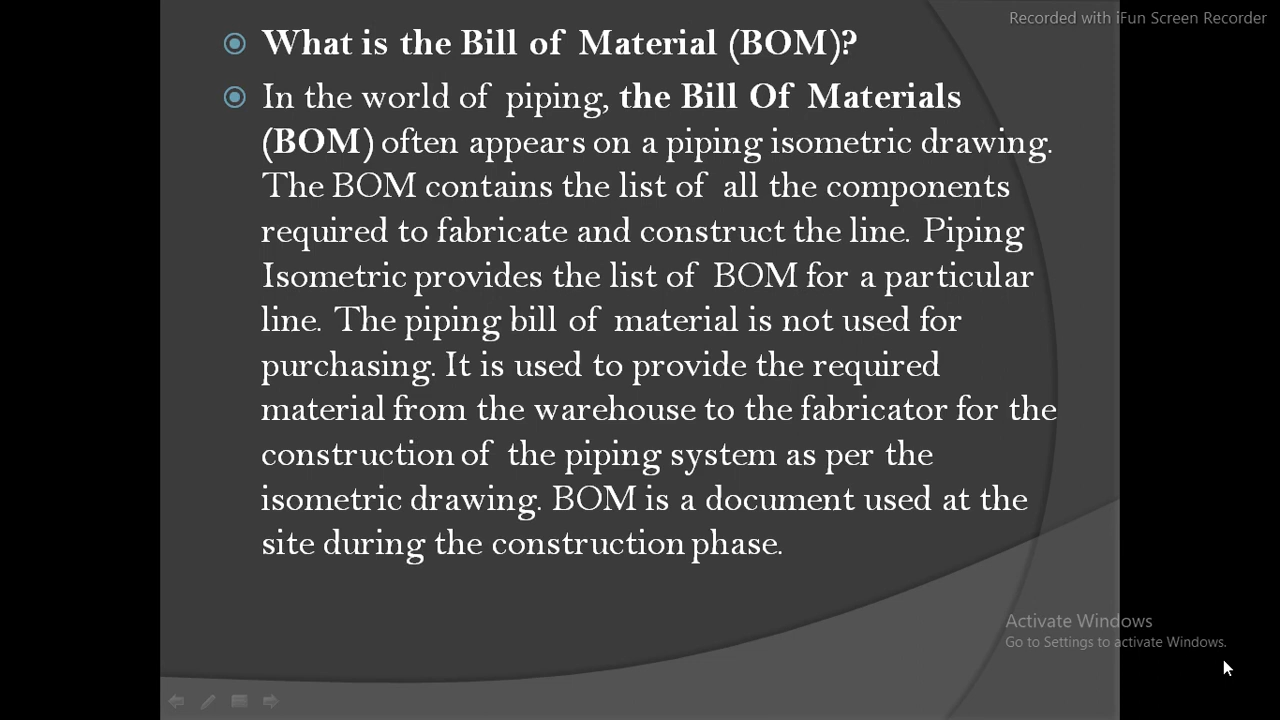 Recorded with iFun Screen Recorder
What is the Bill of Material (BOM)?
In the world of piping, the Bill Of Materials
(BOM) often appears on a piping isometric drawing.
The BOM contains the list of all the components
required to fabricate and construct the line. Piping
Isometric provides the list of BOM for a particular
line. The piping bill of material is not used for
purchasing. It is used to provide the required
material from the warehouse to the fabricator for the
construction of the piping system as per the
isometric drawing. BOM is a document used at the
site during the construction phase.
Activate Windows
Go to Settings to activate Windows.